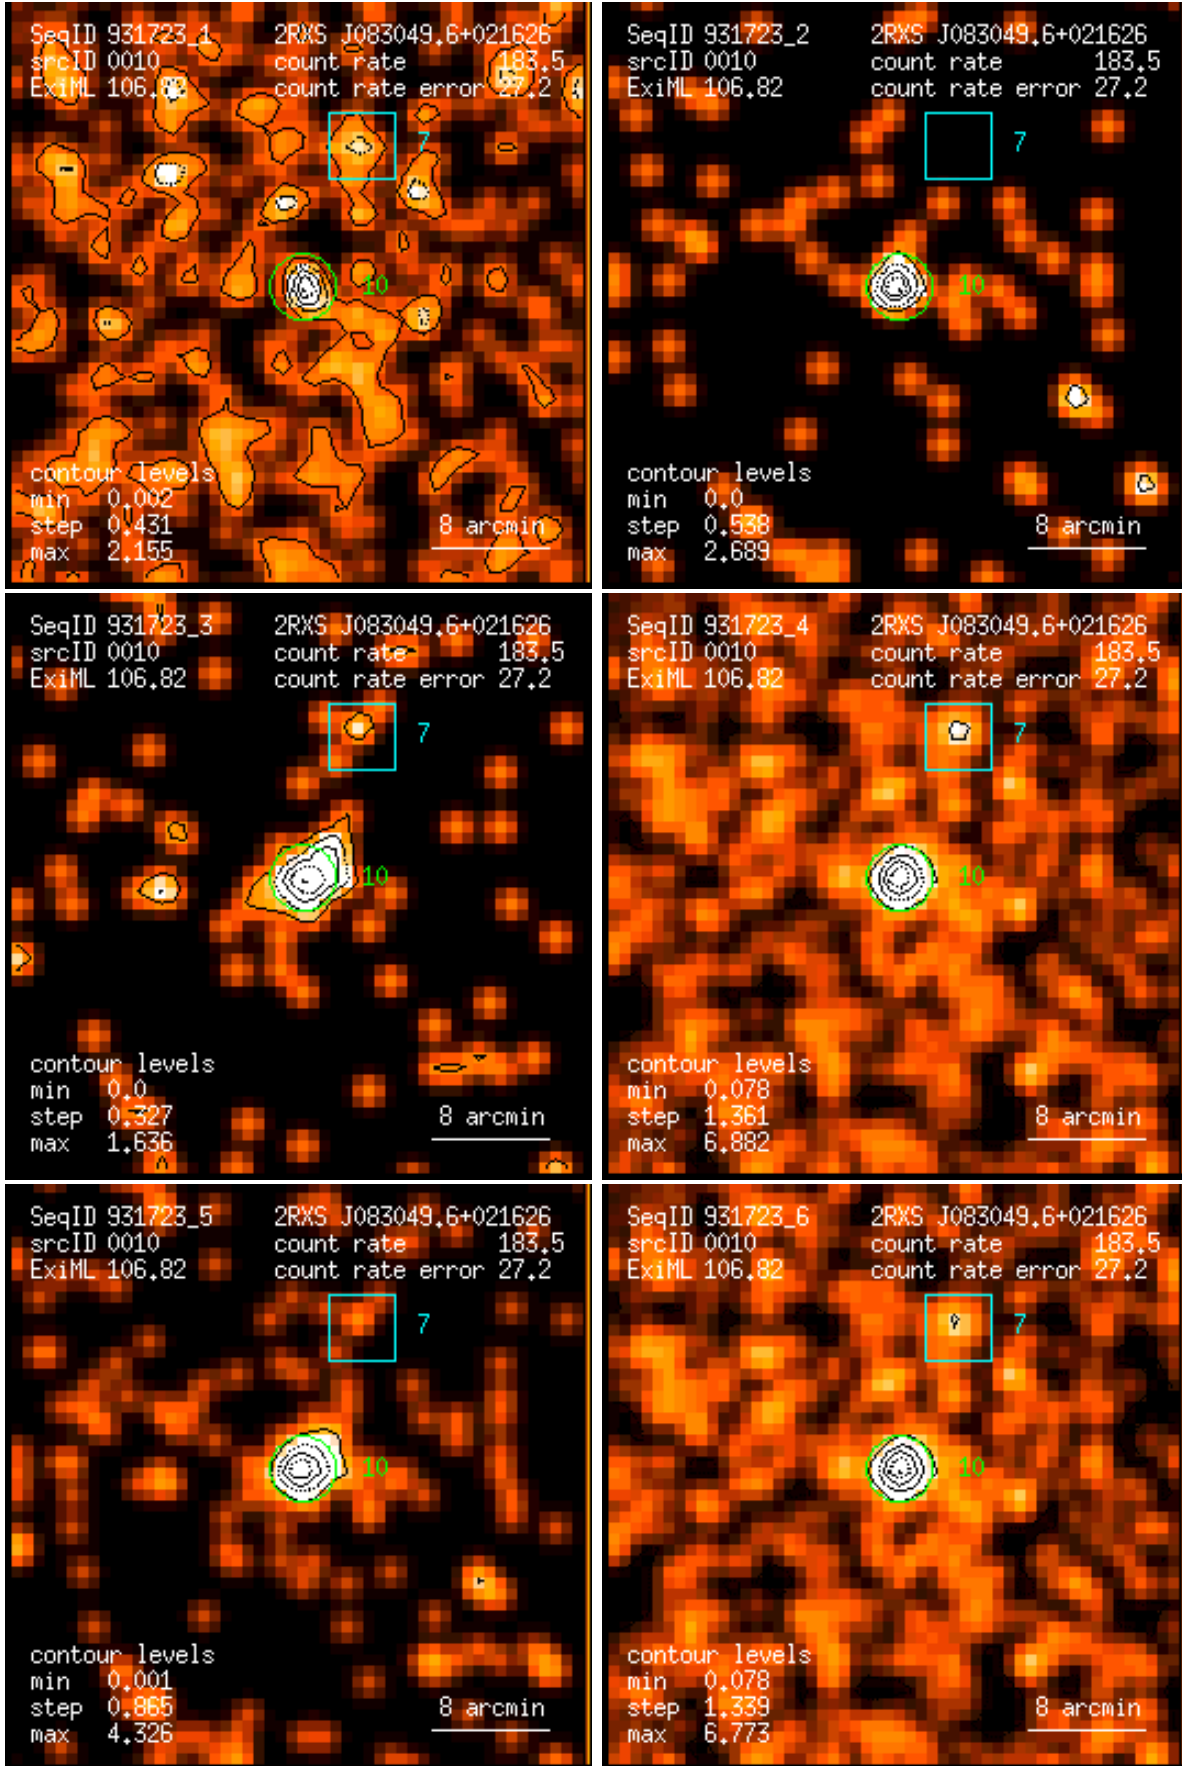 SeqID 931723_1 2RXS J083049.6+021626
srcID 0010 count rate 183.5
ExiML 106.82 count rate error 27.2
7
10
contour levels
min 0.002
step 0.431 8 arcmin
max 2.155
SeqID 931723_2 2RXS J083049.6+021626
srcID 0010 count rate 183.5
ExiML 106.82 count rate error 27.2
7
10
contour levels
min 0.0
step 0.538 8 arcmin
max 2.689
SeqID 931723_3 2RXS J083049.6+021626
srcID 0010 count rate 183.5
ExiML 106.82 count rate error 27.2
7
10
contour levels
min 0.0
step 0.327 8 arcmin
max 1.636
SeqID 931723_4 2RXS J083049.6+021626
srcID 0010 count rate 183.5
ExiML 106.82 count rate error 27.2
7
10
contour levels
min 0.078
step 1.361 8 arcmin
max 6.882
SeqID 931723_5 2RXS J083049.6+021626
srcID 0010 count rate 183.5
ExiML 106.82 count rate error 27.2
7
10
contour levels
min 0.001
step 0.865 8 arcmin
max 4.326
SeqID 931723_6 2RXS J083049.6+021626
srcID 0010 count rate 183.5
ExiML 106.82 count rate error 27.2
7
10
contour levels
min 0.078
step 1.339 8 arcmin
max 6.773